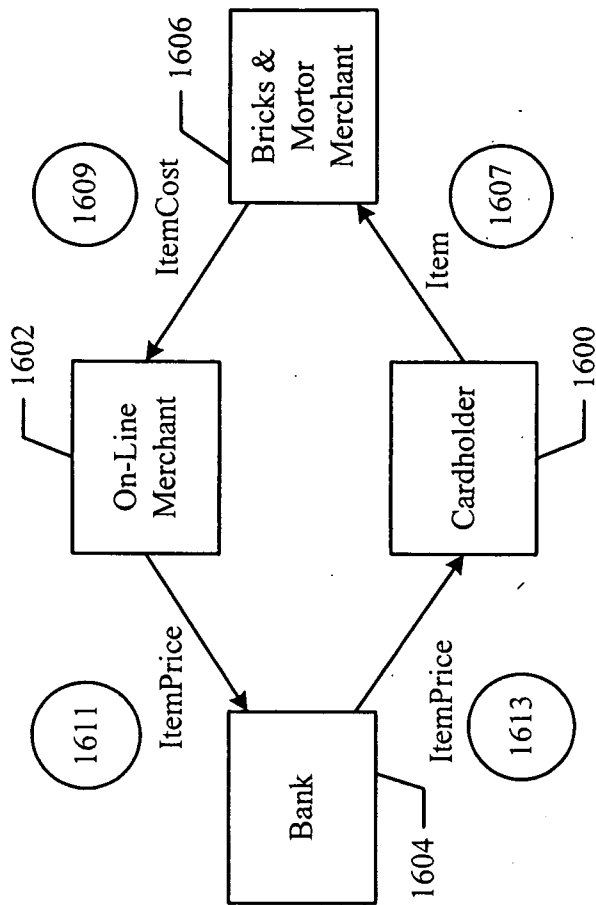 1602
1609
1611
On-Line
Merchant
ItemPrice
ItemCost
1606
Bank
Bricks &
Mortor
Merchant
1604
ItemPrice
Item
Cardholder
1613
1607
1600